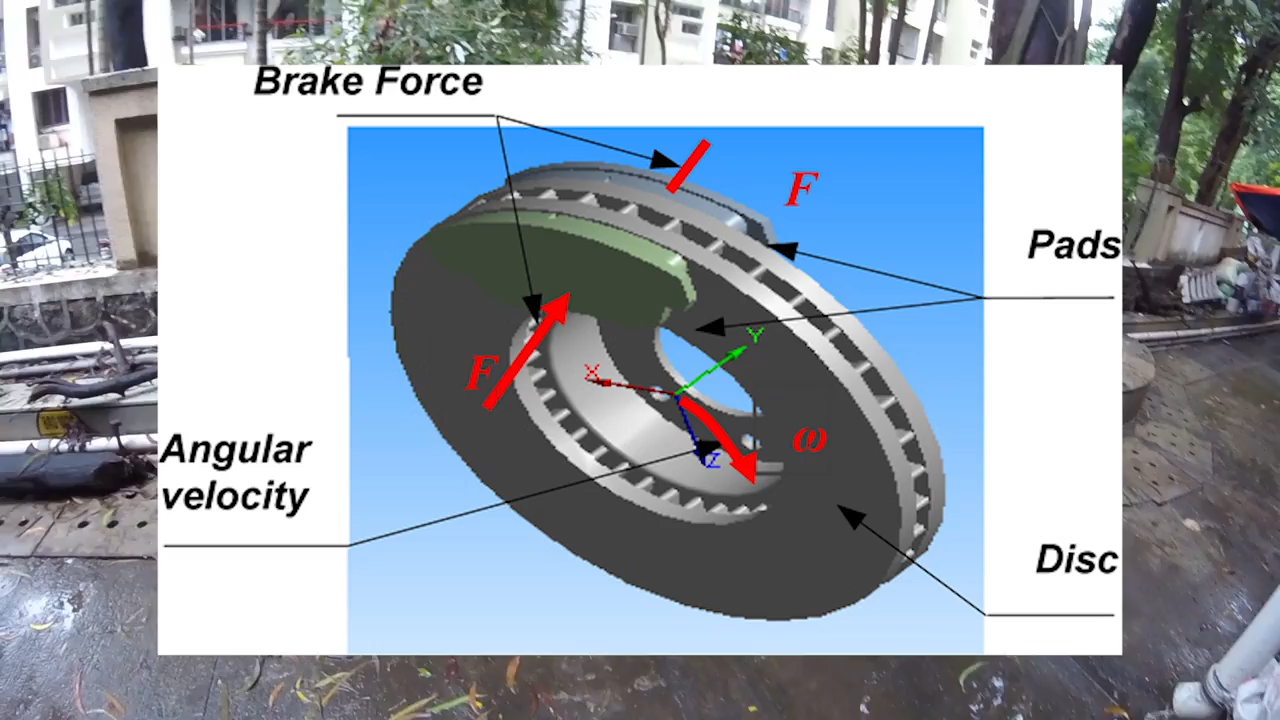 Brake Force
F
Pads
Y
X
F
ω
Angular
velocity
Z
Disc